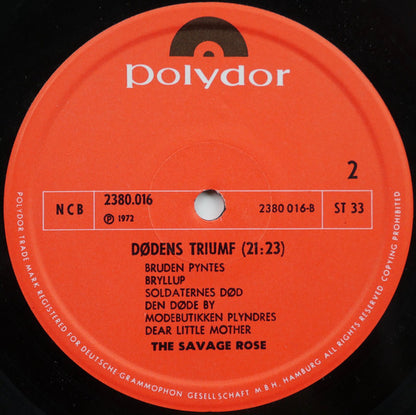 polydor
2
NCB
2380.016
Ⓟ 1972
2380 016-B
ST 33
DØDENS TRIUMF (21:23)
BRUDEN PYNTES
BRYLLUP
SOLDATERNES DØD
DEN DØDE BY
MODEBUTIKKEN PLYNDRES
DEAR LITTLE MOTHER
THE SAVAGE ROSE
POLYDOR TRADE MARK REGISTERED FOR DEUTSCHE GRAMMOPHON GESELLSCHAFT M.B.H. HAMBURG ALL RIGHTS RESERVED COPYING PROHIBITED